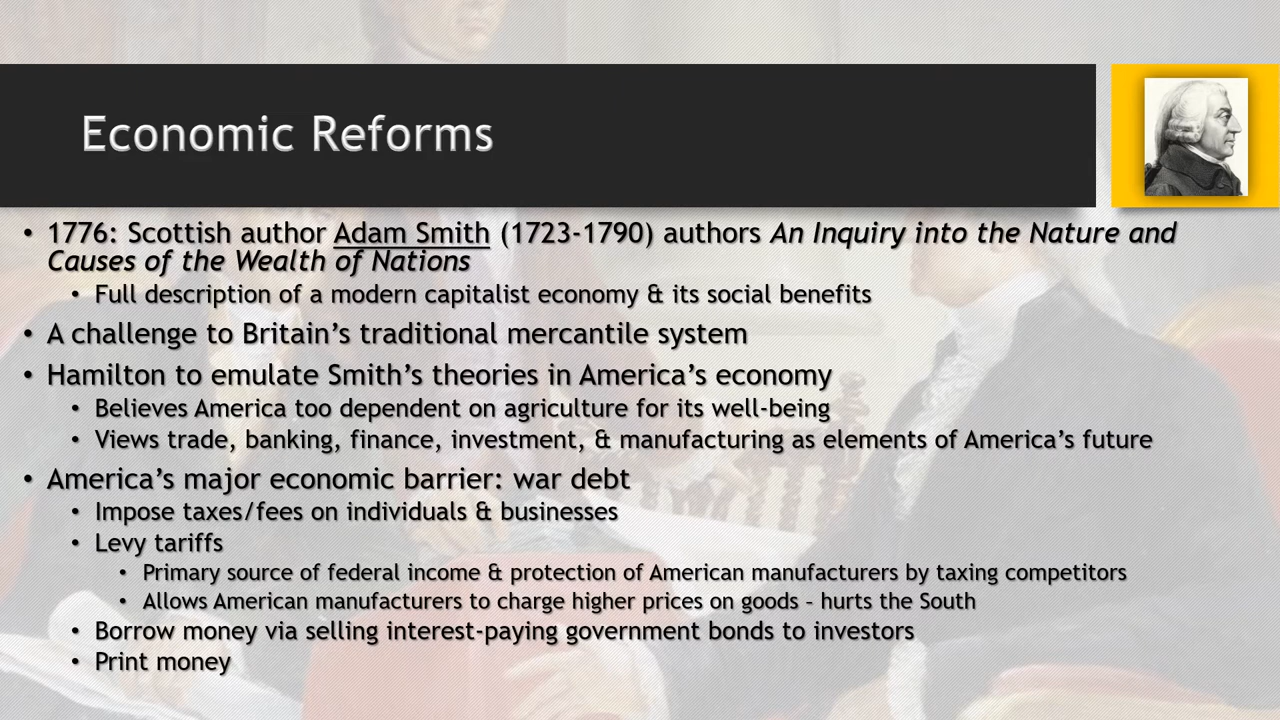 Economic Reforms
• 1776: Scottish author Adam Smith (1723-1790) authors An Inquiry into the Nature and
Causes of the Wealth of Nations
• Full description of a modern capitalist economy & its social benefits
• A challenge to Britain’s traditional mercantile system
• Hamilton to emulate Smith’s theories in America’s economy
• Believes America too dependent on agriculture for its well-being
• Views trade, banking, finance, investment, & manufacturing as elements of America’s future
• America’s major economic barrier: war debt
• Impose taxes/fees on individuals & businesses
• Levy tariffs
• Primary source of federal income & protection of American manufacturers by taxing competitors
• Allows American manufacturers to charge higher prices on goods – hurts the South
• Borrow money via selling interest-paying government bonds to investors
• Print money